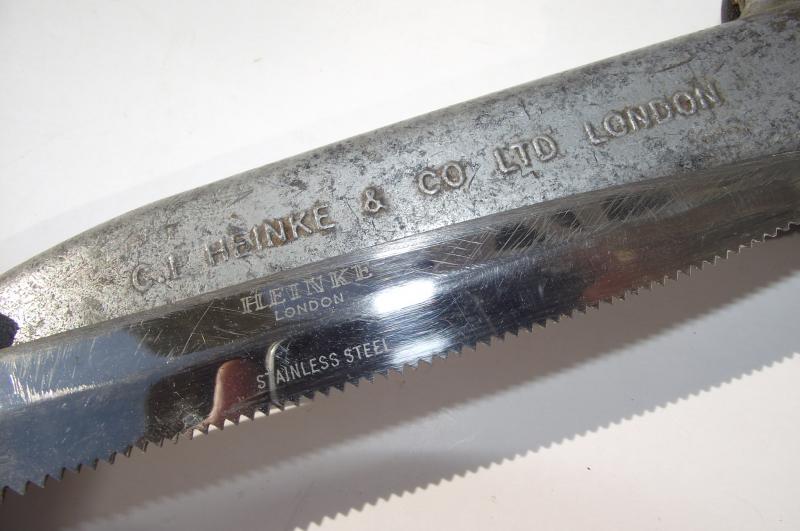 C.E HEINKE & CO LTD LONDON
HEINKE
LONDON
STAINLESS STEEL